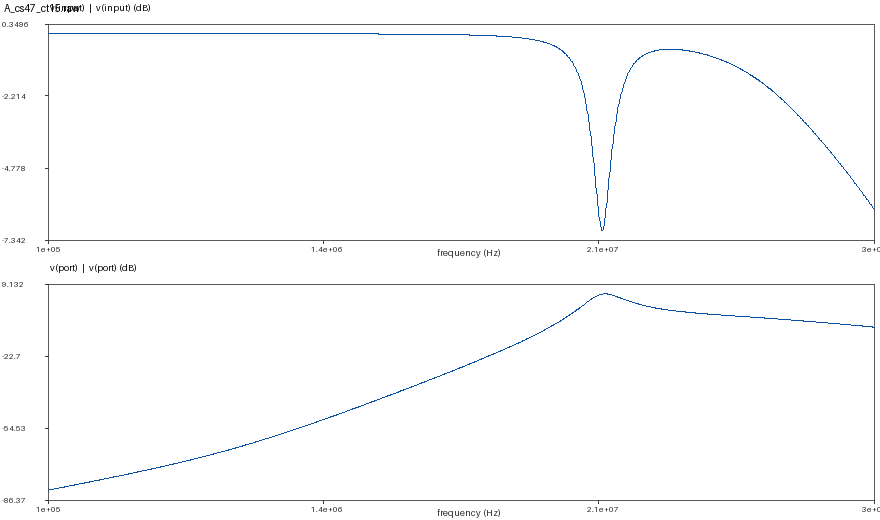 | v(input) (dB)
0.3496
-2.214
-4.778
-7.342
1e+05
1.4e+06
2.1e+07
3e+0
frequency (Hz)
v(port) | v(port) (dB)
9.132
-22.7
-54.53
-86.37
1e+05
1.4e+06
2.1e+07
3e+0
frequency (Hz)